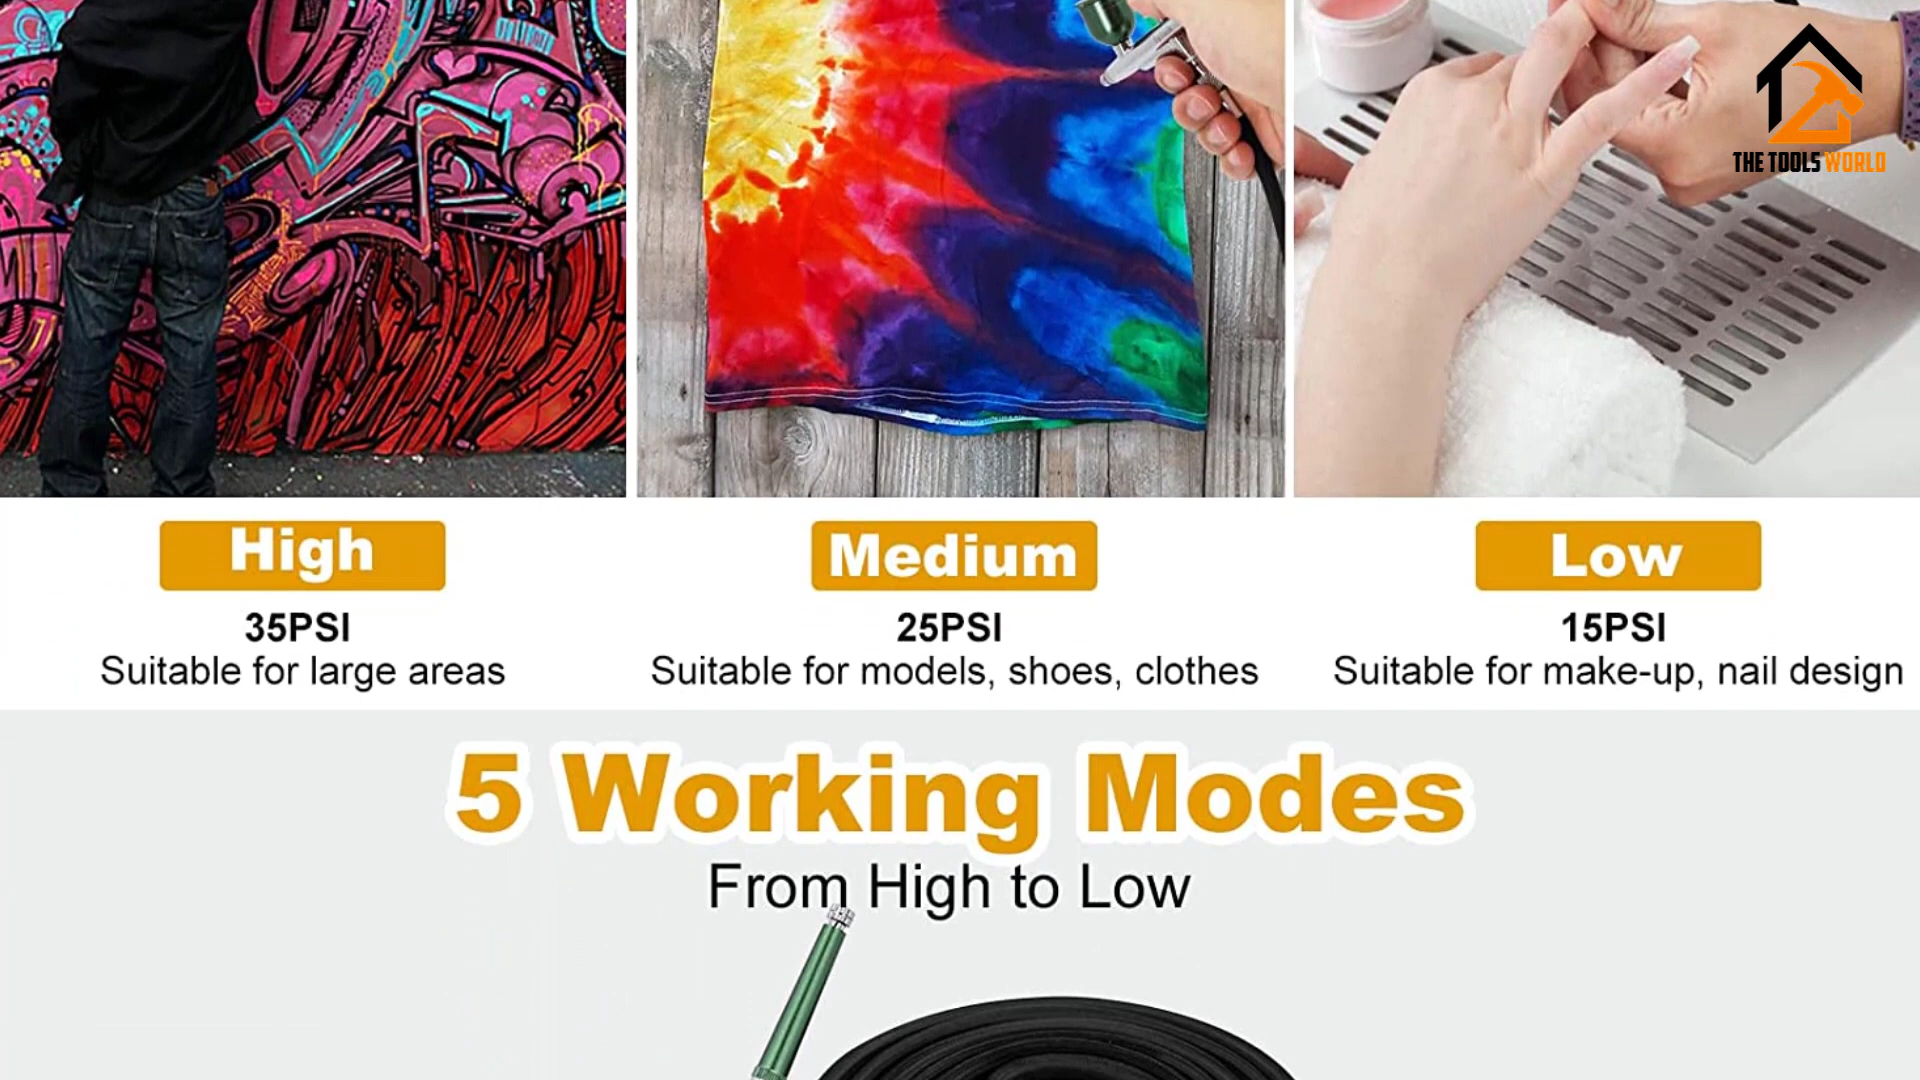 THE TOOLS WORLD
High
Medium
Low
35PSI
25PSI
15PSI
Suitable for large areas
Suitable for models, shoes, clothes
Suitable for make-up, nail design
5 Working Modes
From High to Low